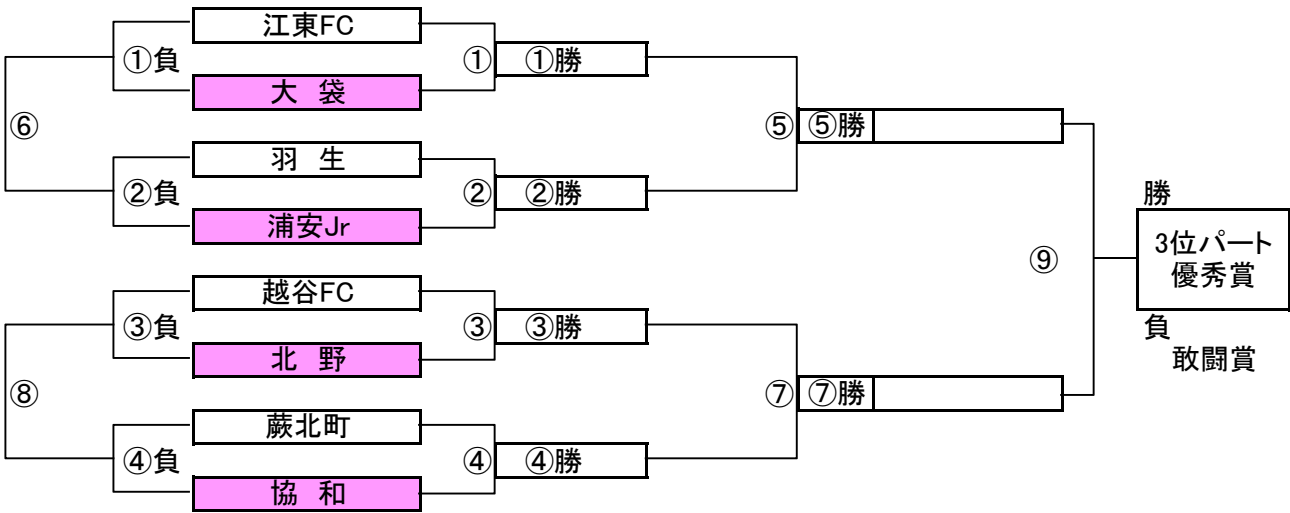 江東FC
①負 ① ①勝
大 袋
⑥ ⑤ ⑤勝
羽 生
②負 ② ②勝
勝
浦安Jr
3位パート
優秀賞
⑨
越谷FC
③負 ③ ③勝
負
敢闘賞
北 野
⑧ ⑦ ⑦勝
蕨北町
④負 ④ ④勝
協 和